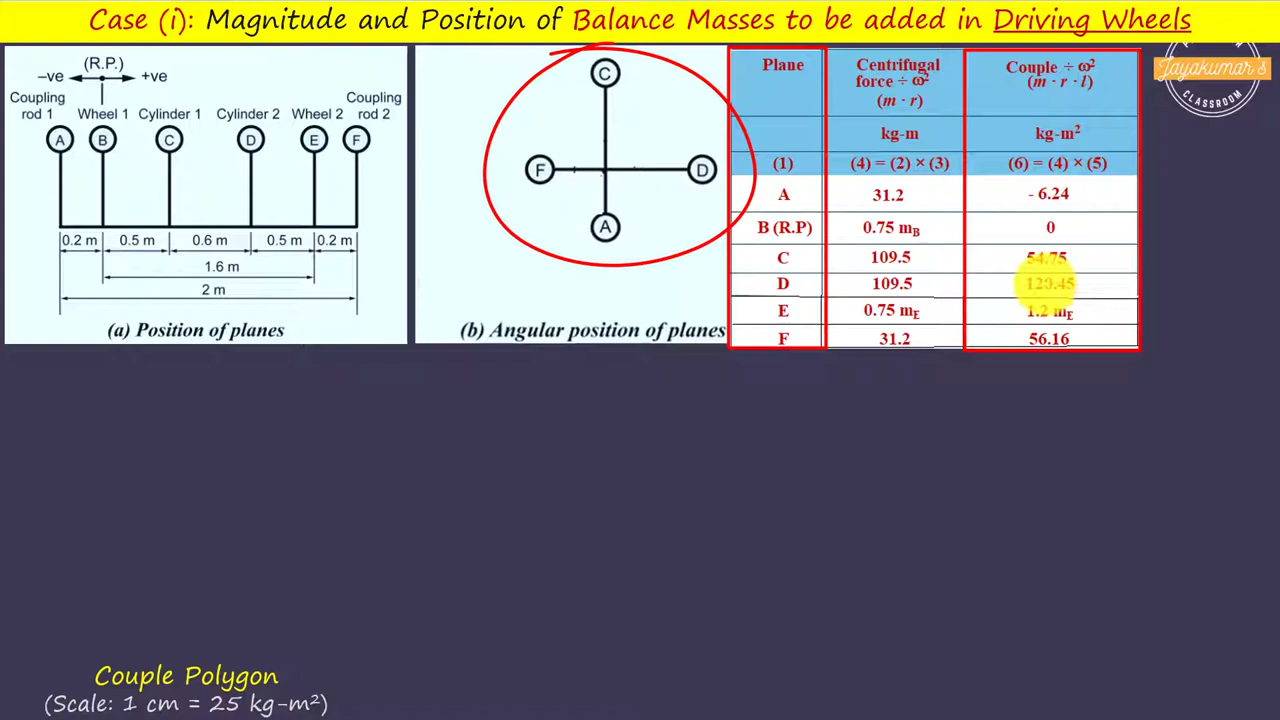 Case (i): Magnitude and Position of Balance Masses to be added in Driving Wheels
(R.P.)
–ve +ve
Coupling rod 1 Wheel 1 Cylinder 1 Cylinder 2 Wheel 2 Coupling rod 2
A B C D E F
0.2 m 0.5 m 0.6 m 0.5 m 0.2 m
1.6 m
2 m
(a) Position of planes
C
F D
A
(b) Angular position of planes
Plane Centrifugal force ÷ ω² (m · r) Couple ÷ ω² (m · r · l)
kg-m kg-m²
(1) (4) = (2) × (3) (6) = (4) × (5)
A 31.2 - 6.24
B (R.P) 0.75 mB 0
C 109.5 54.75
D 109.5 120.45
E 0.75 mE 1.2 mE
F 31.2 56.16
Jayakumar's
CLASSROOM
Couple Polygon
(Scale: 1 cm = 25 kg-m²)